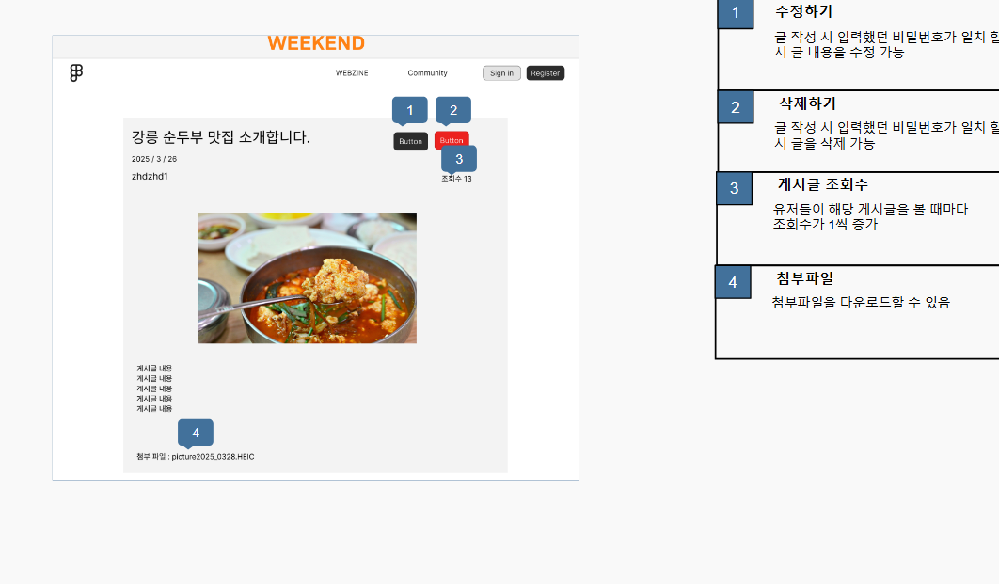 WEEKEND
WEBZINE
Community
Sign in
Register
1
2
강릉 순두부 맛집 소개합니다.
Button
Button
3
2025 / 3 / 26
zhdzhd1
조회수 13
게시글 내용
게시글 내용
게시글 내용
게시글 내용
게시글 내용
4
첨부 파일 : picture2025_0328.HEIC
1
수정하기
글 작성 시 입력했던 비밀번호가 일치 할
시 글 내용을 수정 가능
2
삭제하기
글 작성 시 입력했던 비밀번호가 일치 할
시 글을 삭제 가능
3
게시글 조회수
유저들이 해당 게시글을 볼 때마다
조회수가 1씩 증가
4
첨부파일
첨부파일을 다운로드할 수 있음